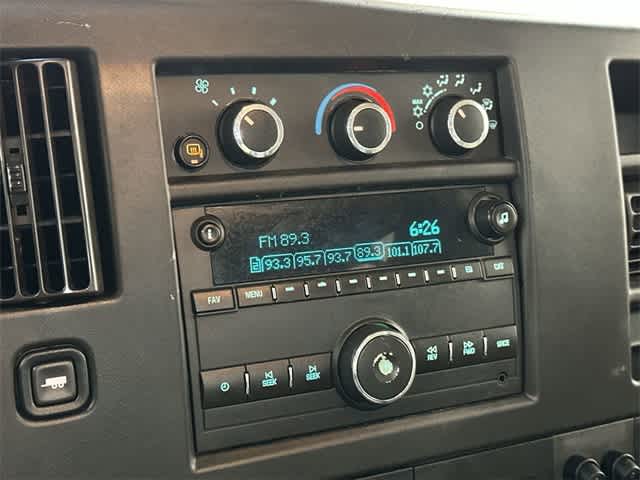 MAX
FM 89.3
6:26
93.3 95.7 93.7 89.3 101.1 107.7
FAV
MENU
CAT
SEEK
SEEK
REV
FWD